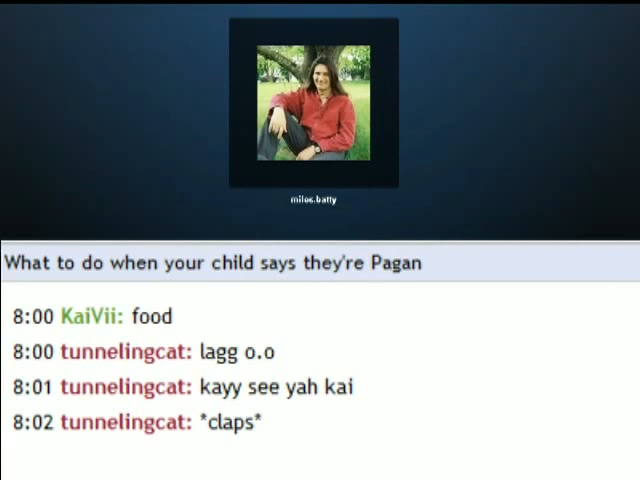 miles.batty
What to do when your child says they're Pagan
8:00 KaiVii: food
8:00 tunnelingcat: lagg o.o
8:01 tunnelingcat: kayy see yah kai
8:02 tunnelingcat: *claps*